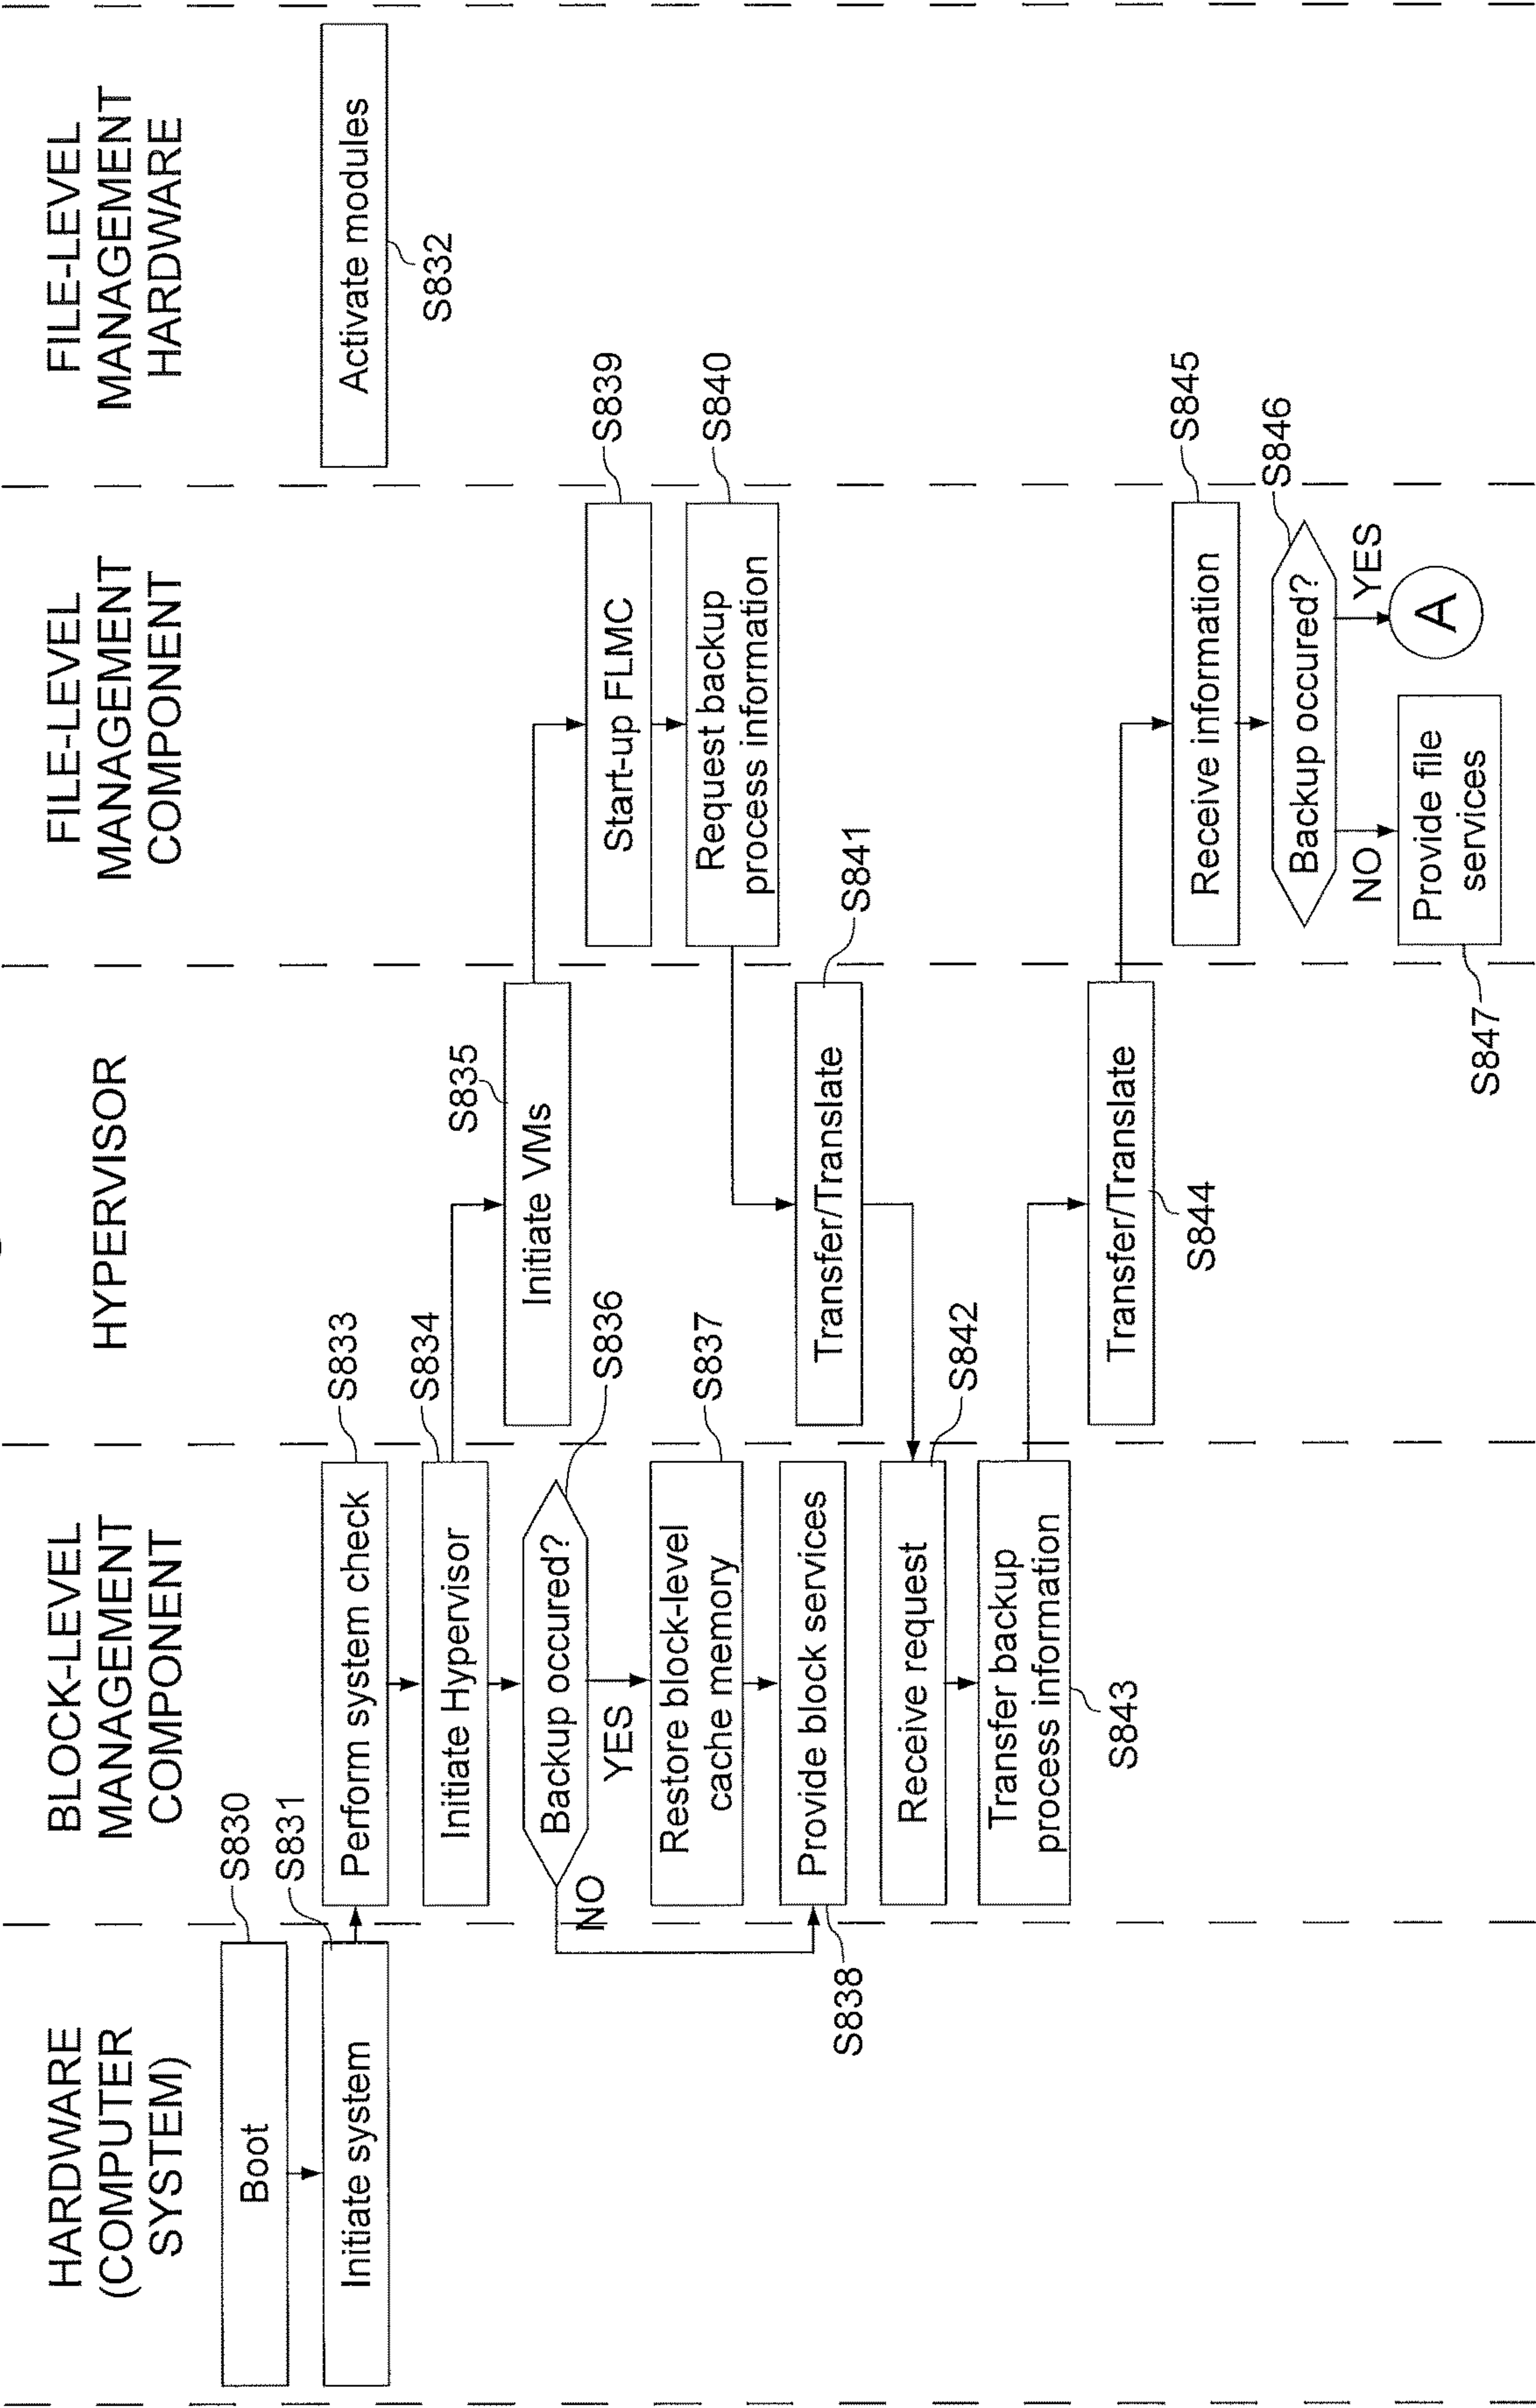 HARDWARE
(COMPUTER
SYSTEM)
BLOCK-LEVEL
MANAGEMENT
COMPONENT
HYPERVISOR
FILE-LEVEL
MANAGEMENT
COMPONENT
FILE-LEVEL
MANAGEMENT
HARDWARE
Boot
S830
Initiate system
S831
Activate modules
S832
Perform system check
S833
Initiate Hypervisor
S834
Initiate VMs
S835
Backup occured?
S836
YES
NO
Restore block-level
cache memory
S837
Provide block services
S838
Start-up FLMC
S839
Request backup
process information
S840
Transfer/Translate
S841
Receive request
S842
Transfer backup
process information
S843
Transfer/Translate
S844
Receive information
S845
Backup occured?
S846
NO
YES
Provide file
services
S847
A